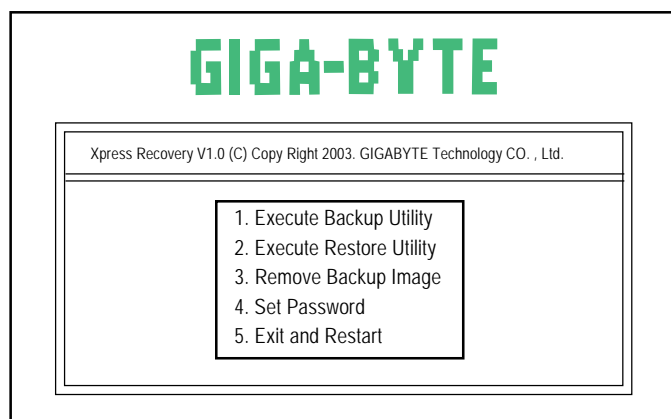 GIGA-BYTE
Xpress Recovery V1.0 (C) Copy Right 2003. GIGABYTE Technology CO. , Ltd.
1. Execute Backup Utility
2. Execute Restore Utility
3. Remove Backup Image
4. Set Password
5. Exit and Restart